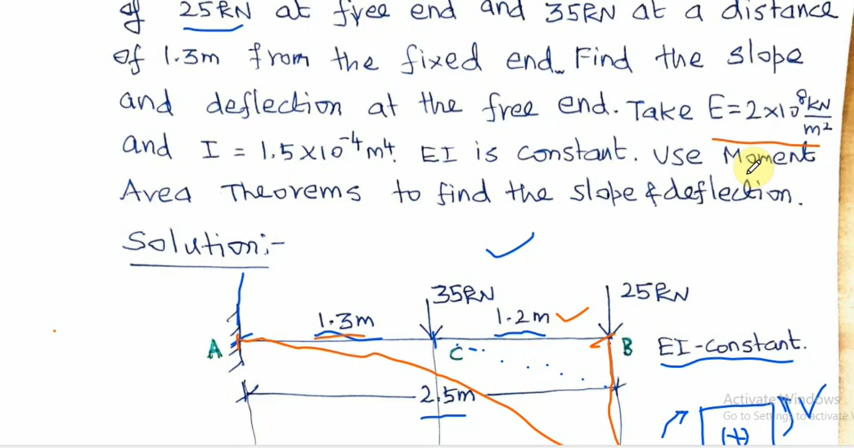 of 25kN at free end and 35kN at a distance
of 1.3m from the fixed end. Find the slope
and deflection at the free end. Take E=2×10⁸ kN/m²
and I = 1.5×10⁻⁴m⁴. EI is constant. Use Moment
Area Theorems to find the slope & deflection.
Solution:-
35kN 25kN
1.3m 1.2m
A C B EI-constant.
2.5m
(+)
Activate Windows
Go to Settings to activate W